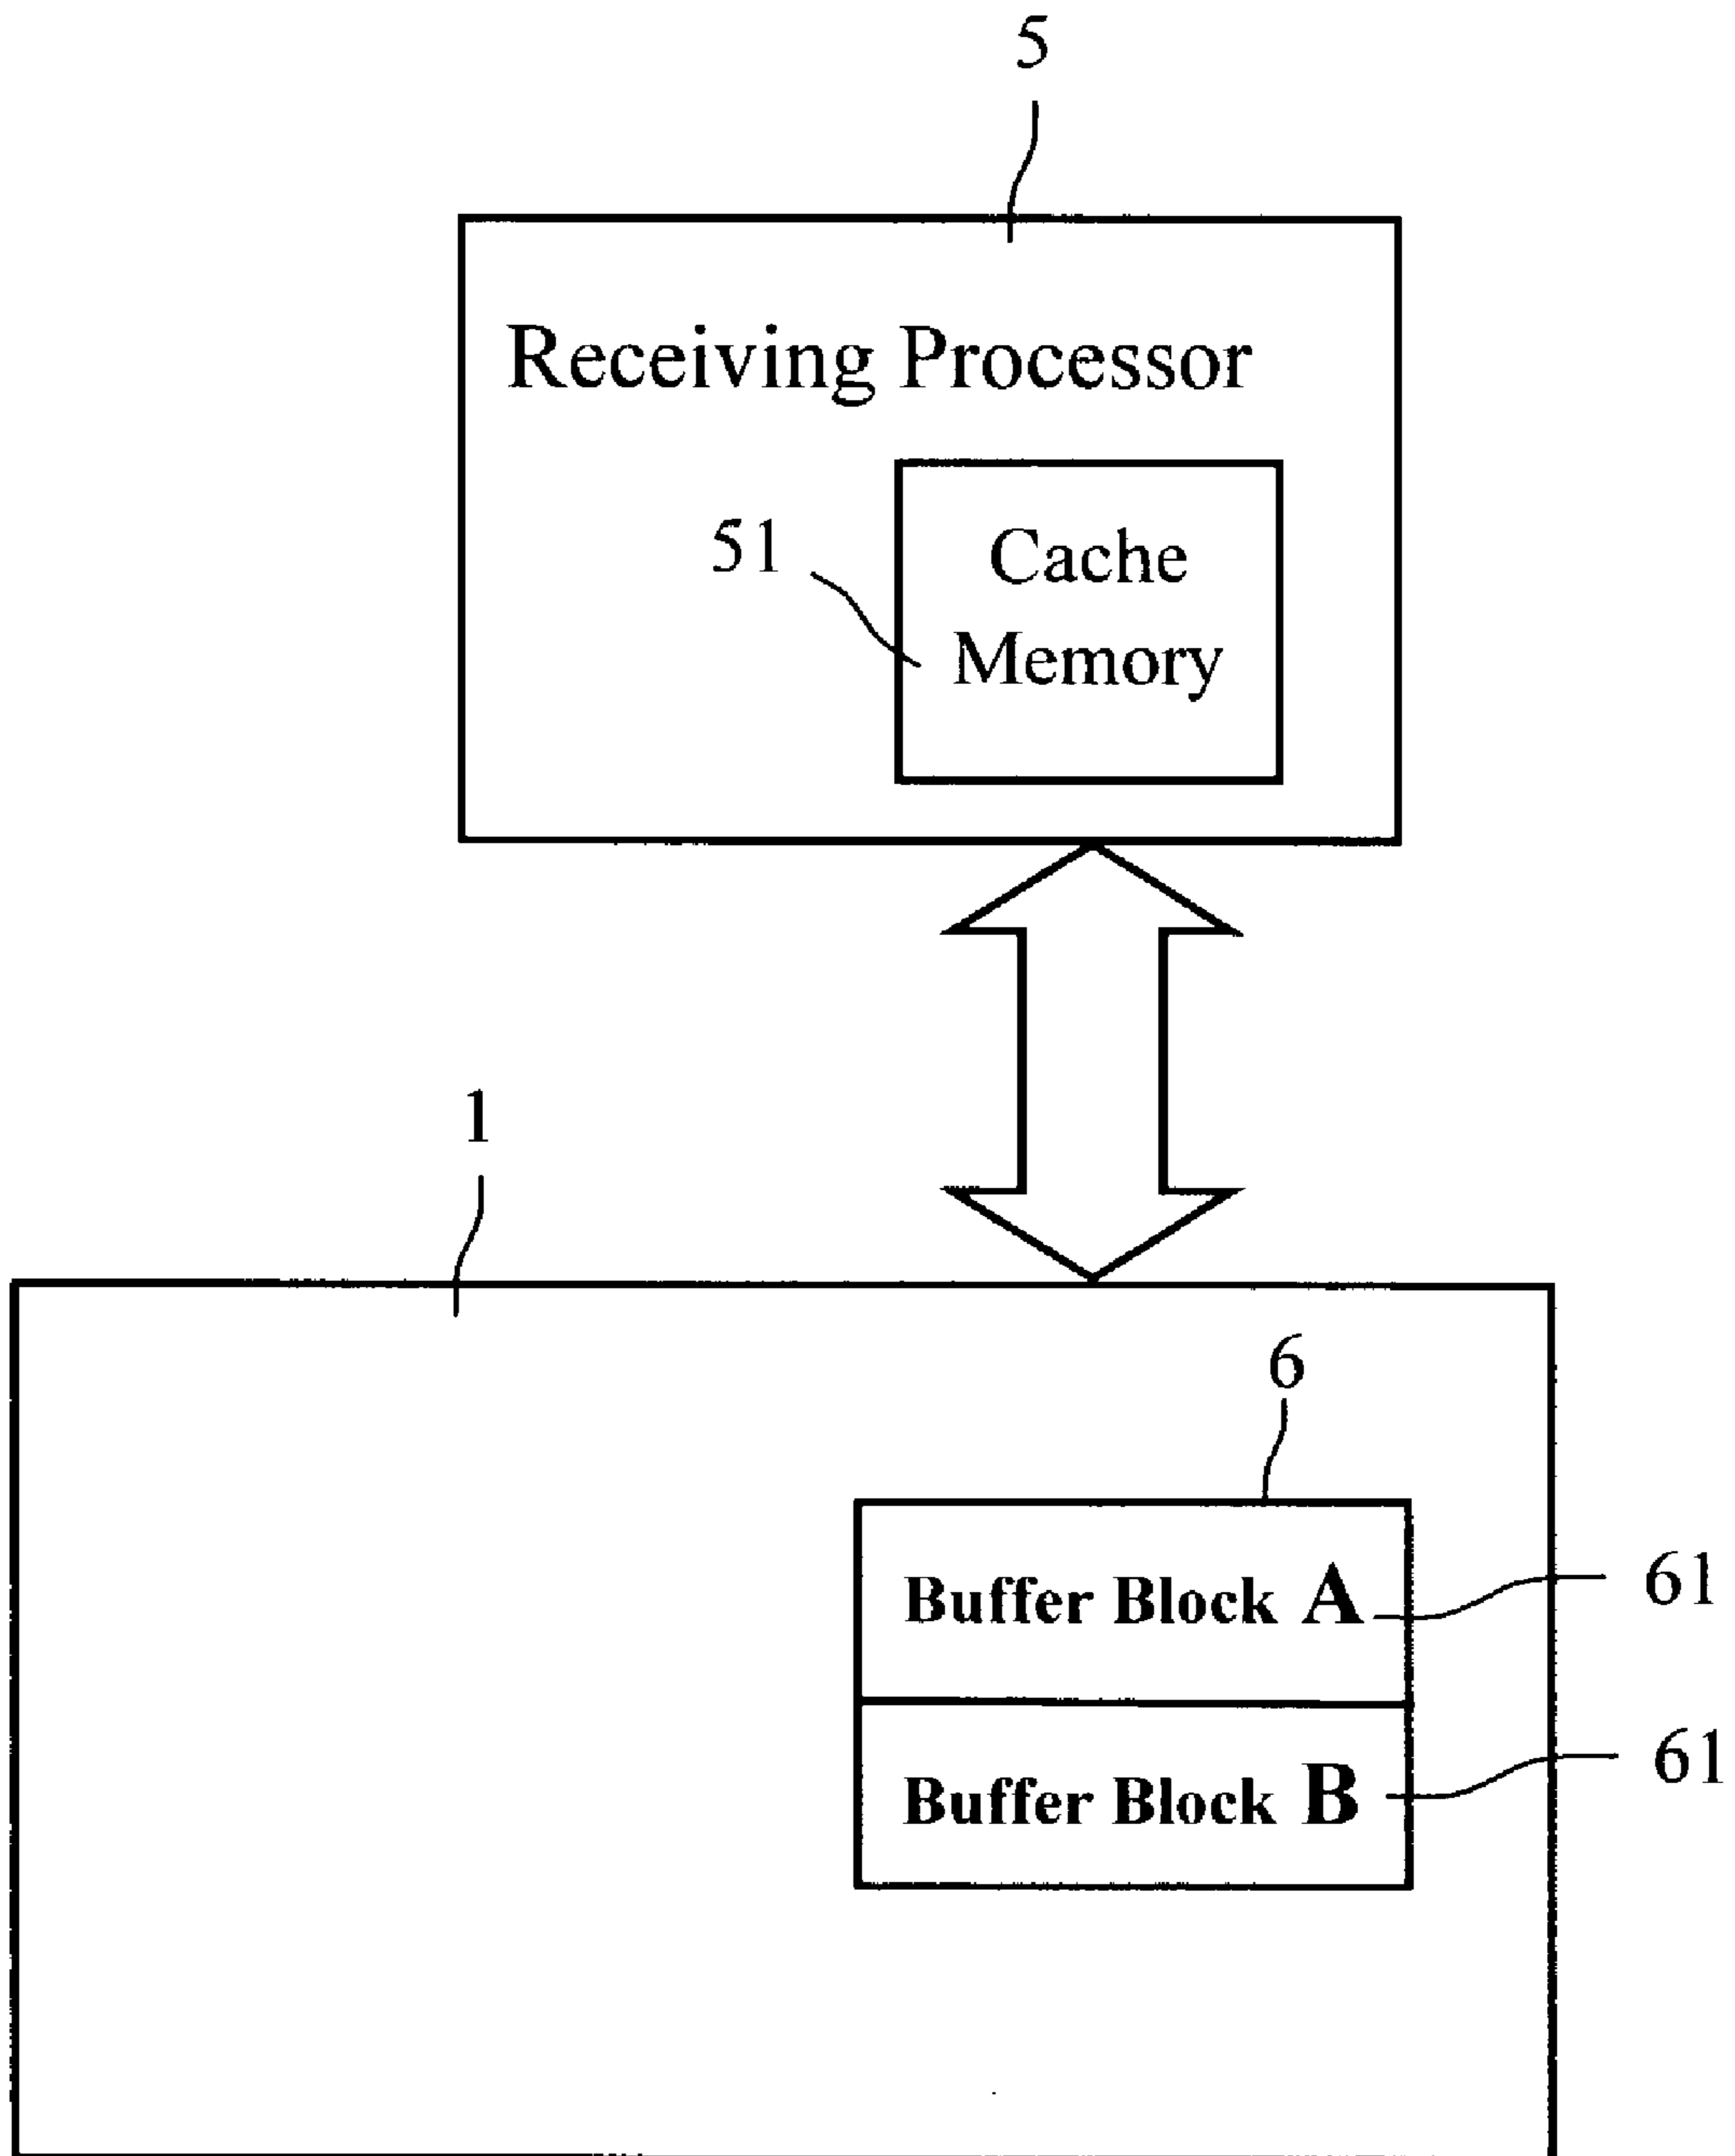 5
Receiving Processor
51
Cache
Memory
1
6
Buffer Block A
61
Buffer Block B
61